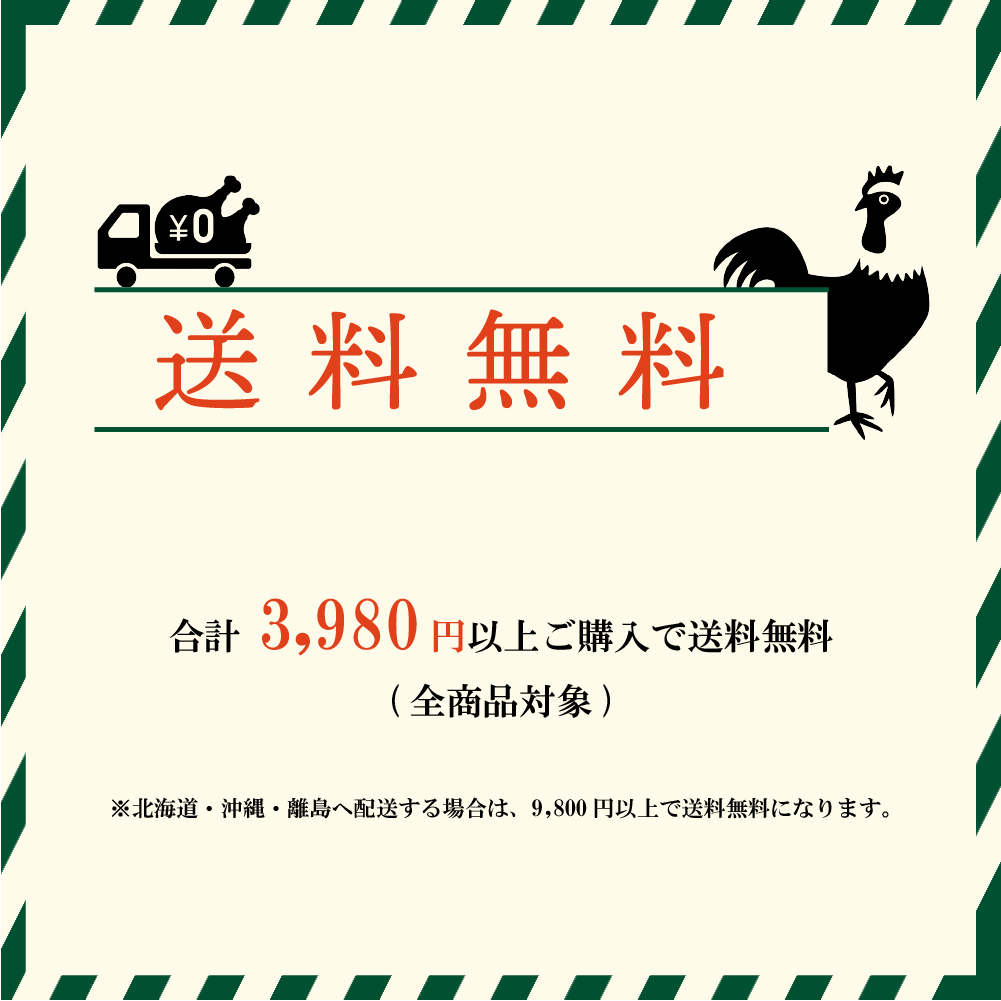 ¥0
送料無料
合計 3,980 円以上ご購入で送料無料
(全商品対象)
※北海道・沖縄・離島へ配送する場合は、9,800 円以上で送料無料になります。